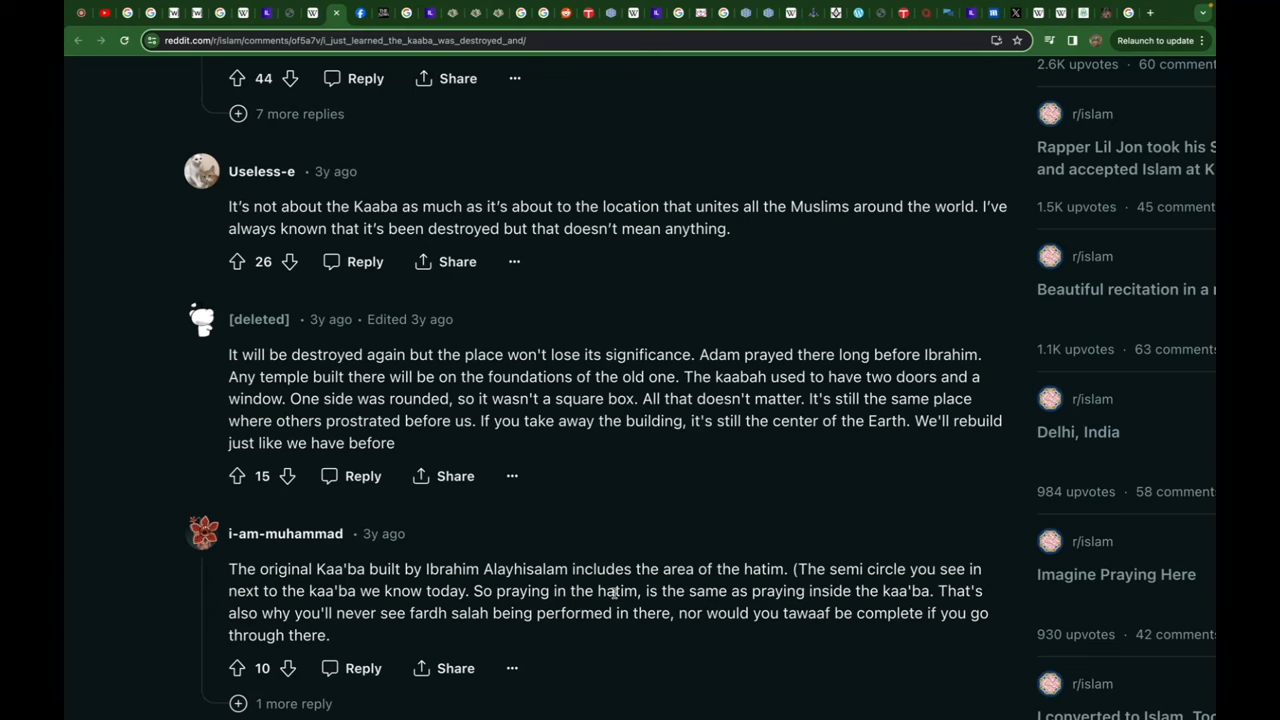 reddit.com/r/islam/comments/of5a7v/i_just_learned_the_kaaba_was_destroyed_and/
Relaunch to update
44 Reply Share
7 more replies
Useless-e • 3y ago
It’s not about the Kaaba as much as it’s about to the location that unites all the Muslims around the world. I’ve
always known that it’s been destroyed but that doesn’t mean anything.
26 Reply Share
[deleted] • 3y ago • Edited 3y ago
It will be destroyed again but the place won't lose its significance. Adam prayed there long before Ibrahim.
Any temple built there will be on the foundations of the old one. The kaabah used to have two doors and a
window. One side was rounded, so it wasn't a square box. All that doesn't matter. It's still the same place
where others prostrated before us. If you take away the building, it's still the center of the Earth. We'll rebuild
just like we have before
15 Reply Share
i-am-muhammad • 3y ago
The original Kaa'ba built by Ibrahim Alayhisalam includes the area of the hatim. (The semi circle you see in
next to the kaa'ba we know today. So praying in the hatim, is the same as praying inside the kaa'ba. That's
also why you'll never see fardh salah being performed in there, nor would you tawaaf be complete if you go
through there.
10 Reply Share
1 more reply
2.6K upvotes · 60 comment
r/islam
Rapper Lil Jon took his S
and accepted Islam at K
1.5K upvotes · 45 comment
r/islam
Beautiful recitation in a r
1.1K upvotes · 63 comment
r/islam
Delhi, India
984 upvotes · 58 comment
r/islam
Imagine Praying Here
930 upvotes · 42 comment
r/islam
I converted to Islam. Too